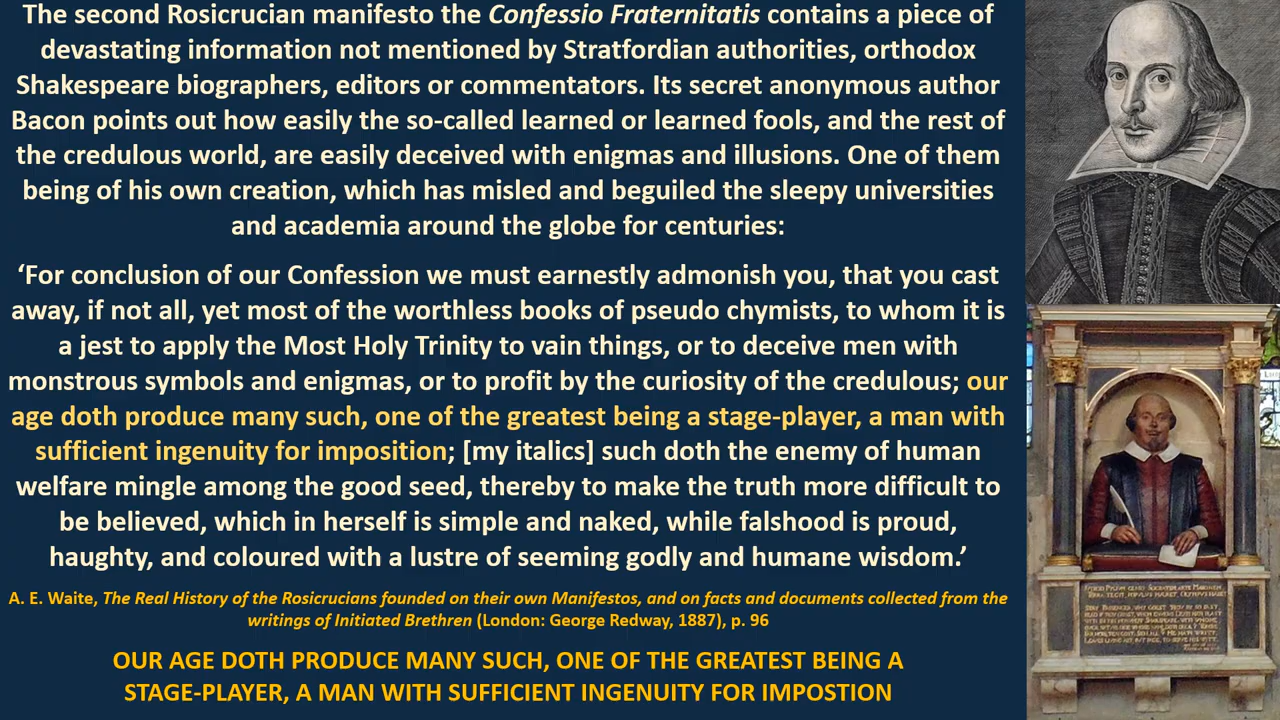 The second Rosicrucian manifesto the Confessio Fraternitatis contains a piece of
devastating information not mentioned by Stratfordian authorities, orthodox
Shakespeare biographers, editors or commentators. Its secret anonymous author
Bacon points out how easily the so-called learned or learned fools, and the rest of
the credulous world, are easily deceived with enigmas and illusions. One of them
being of his own creation, which has misled and beguiled the sleepy universities
and academia around the globe for centuries:
‘For conclusion of our Confession we must earnestly admonish you, that you cast
away, if not all, yet most of the worthless books of pseudo chymists, to whom it is
a jest to apply the Most Holy Trinity to vain things, or to deceive men with
monstrous symbols and enigmas, or to profit by the curiosity of the credulous; our
age doth produce many such, one of the greatest being a stage-player, a man with
sufficient ingenuity for imposition; [my italics] such doth the enemy of human
welfare mingle among the good seed, thereby to make the truth more difficult to
be believed, which in herself is simple and naked, while falshood is proud,
haughty, and coloured with a lustre of seeming godly and humane wisdom.’
A. E. Waite, The Real History of the Rosicrucians founded on their own Manifestos, and on facts and documents collected from the
writings of Initiated Brethren (London: George Redway, 1887), p. 96
OUR AGE DOTH PRODUCE MANY SUCH, ONE OF THE GREATEST BEING A
STAGE-PLAYER, A MAN WITH SUFFICIENT INGENUITY FOR IMPOSTION